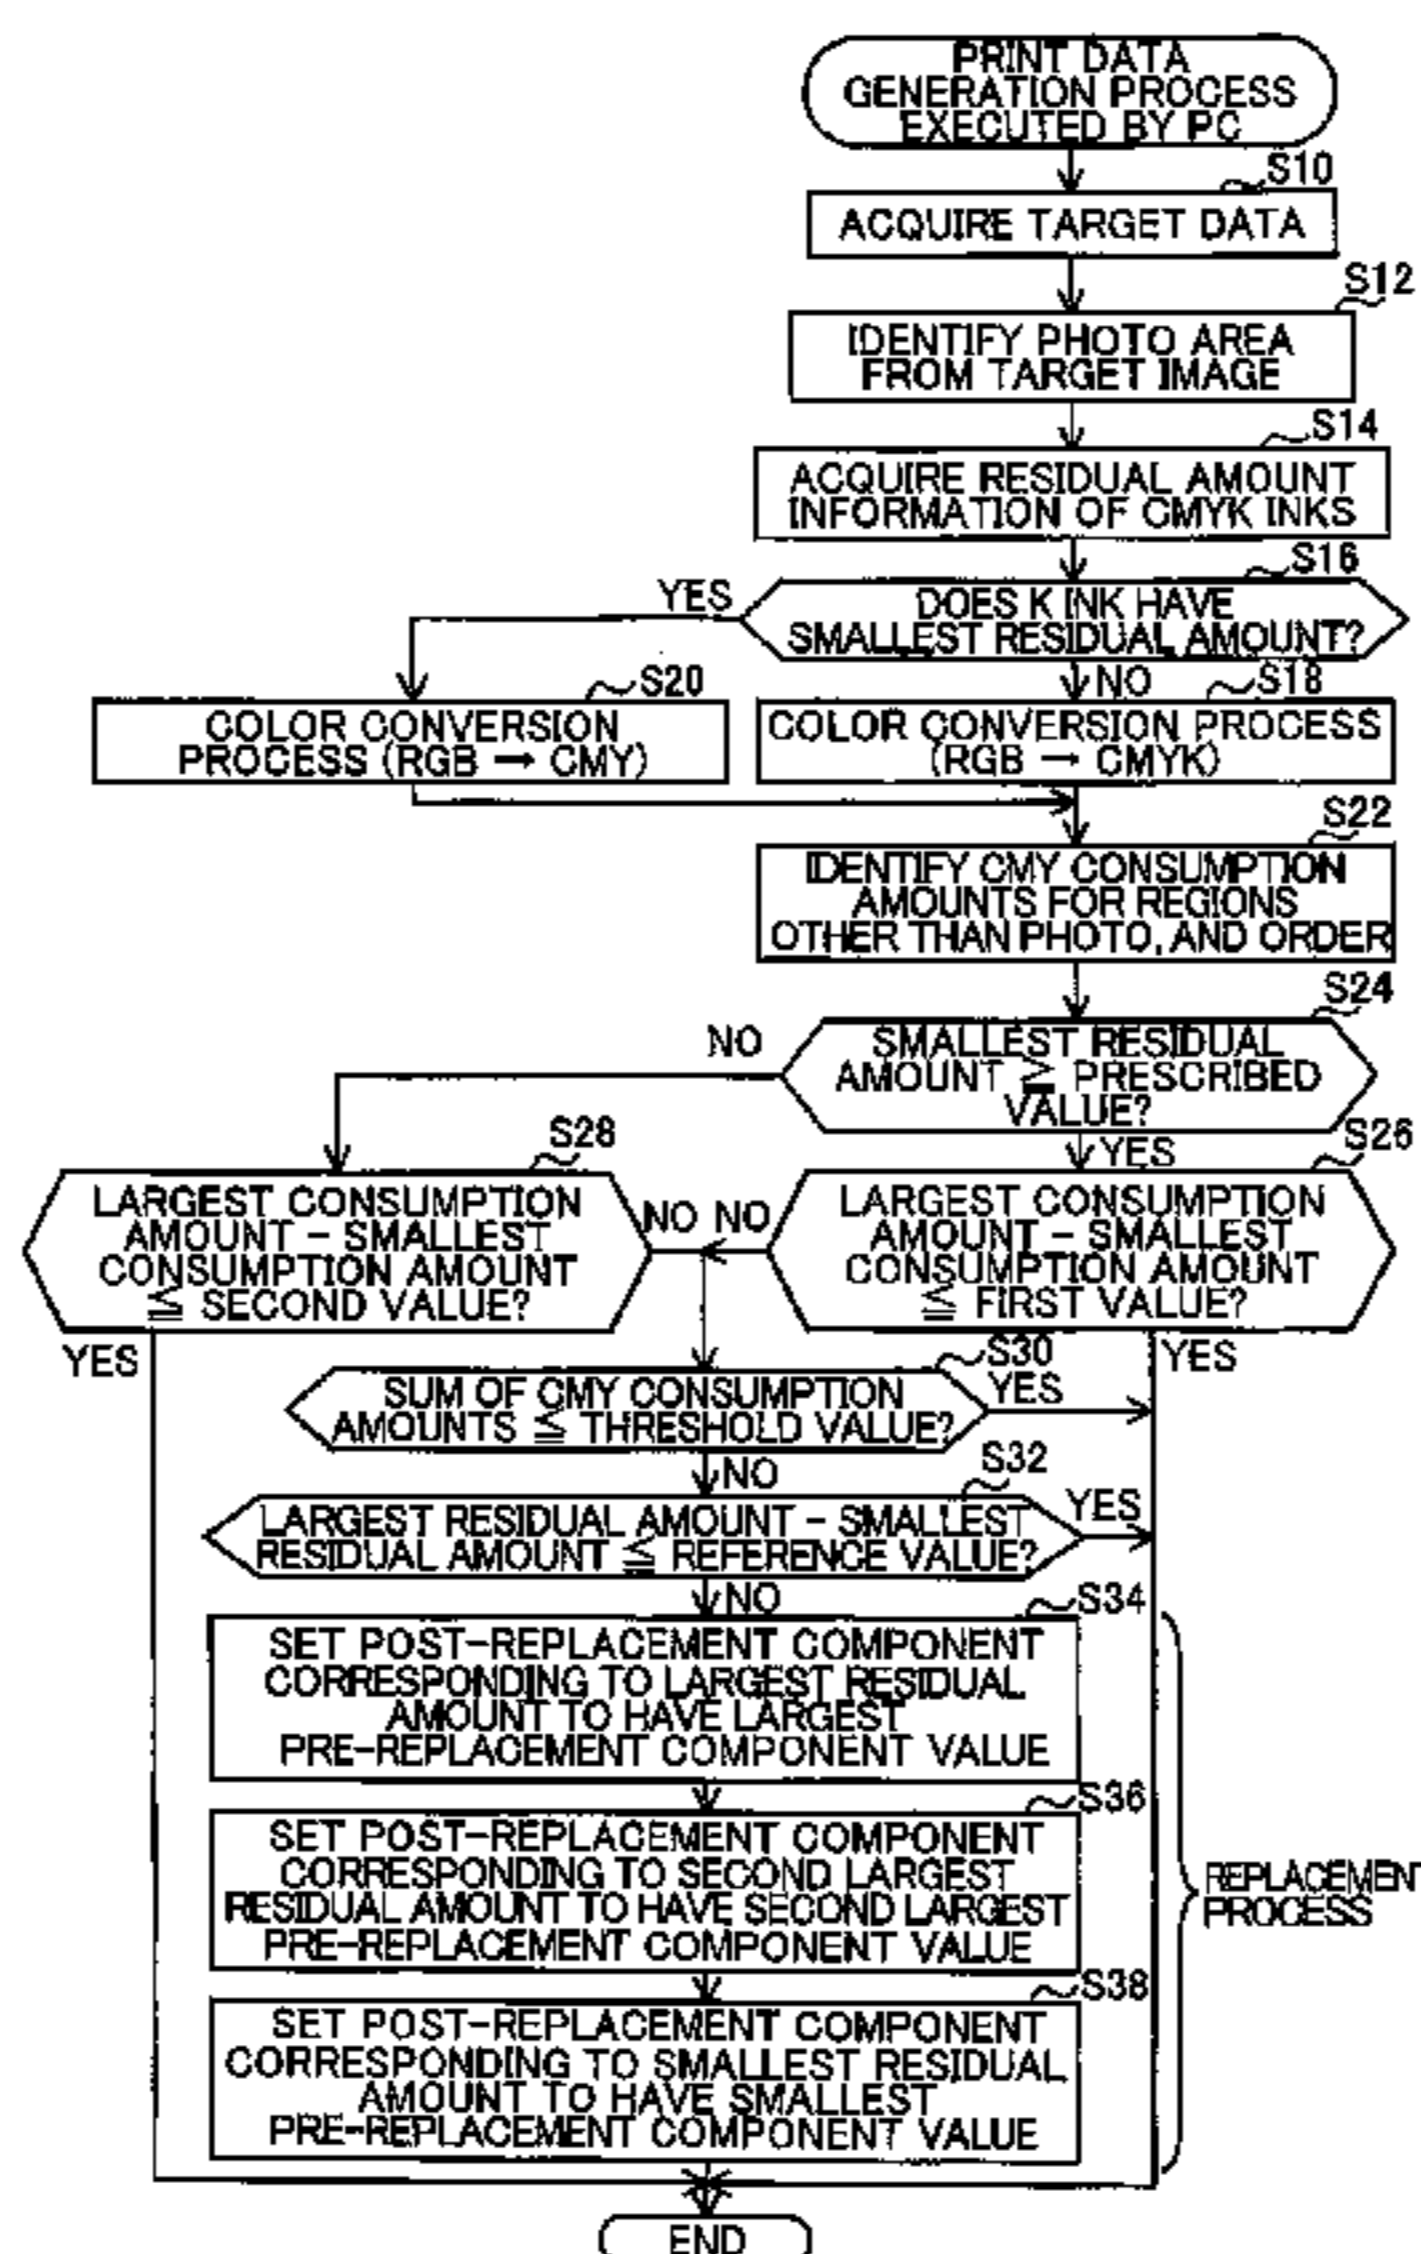 PRINT DATA
GENERATION PROCESS
EXECUTED BY PC
S10
ACQUIRE TARGET DATA
S12
IDENTIFY PHOTO AREA
FROM TARGET IMAGE
S14
ACQUIRE RESIDUAL AMOUNT
INFORMATION OF CMYK INKS
S16
YES
DOES K INK HAVE
SMALLEST RESIDUAL AMOUNT?
NO
S20
COLOR CONVERSION
PROCESS (RGB → CMY)
S18
COLOR CONVERSION PROCESS
(RGB → CMYK)
S22
IDENTIFY CMY CONSUMPTION
AMOUNTS FOR REGIONS
OTHER THAN PHOTO, AND ORDER
S24
NO
SMALLEST RESIDUAL
AMOUNT ≧ PRESCRIBED
VALUE?
YES
S28
LARGEST CONSUMPTION
AMOUNT - SMALLEST
CONSUMPTION AMOUNT
≦ SECOND VALUE?
NO
YES
S26
NO
LARGEST CONSUMPTION
AMOUNT - SMALLEST
CONSUMPTION AMOUNT
≦ FIRST VALUE?
YES
S30
SUM OF CMY CONSUMPTION
AMOUNTS ≦ THRESHOLD VALUE?
YES
NO
S32
LARGEST RESIDUAL AMOUNT - SMALLEST
RESIDUAL AMOUNT ≦ REFERENCE VALUE?
YES
NO
S34
SET POST-REPLACEMENT COMPONENT
CORRESPONDING TO LARGEST RESIDUAL
AMOUNT TO HAVE LARGEST
PRE-REPLACEMENT COMPONENT VALUE
S36
SET POST-REPLACEMENT COMPONENT
CORRESPONDING TO SECOND LARGEST
RESIDUAL AMOUNT TO HAVE SECOND LARGEST
PRE-REPLACEMENT COMPONENT VALUE
REPLACEMENT
PROCESS
S38
SET POST-REPLACEMENT COMPONENT
CORRESPONDING TO SMALLEST RESIDUAL
AMOUNT TO HAVE SMALLEST
PRE-REPLACEMENT COMPONENT VALUE
END